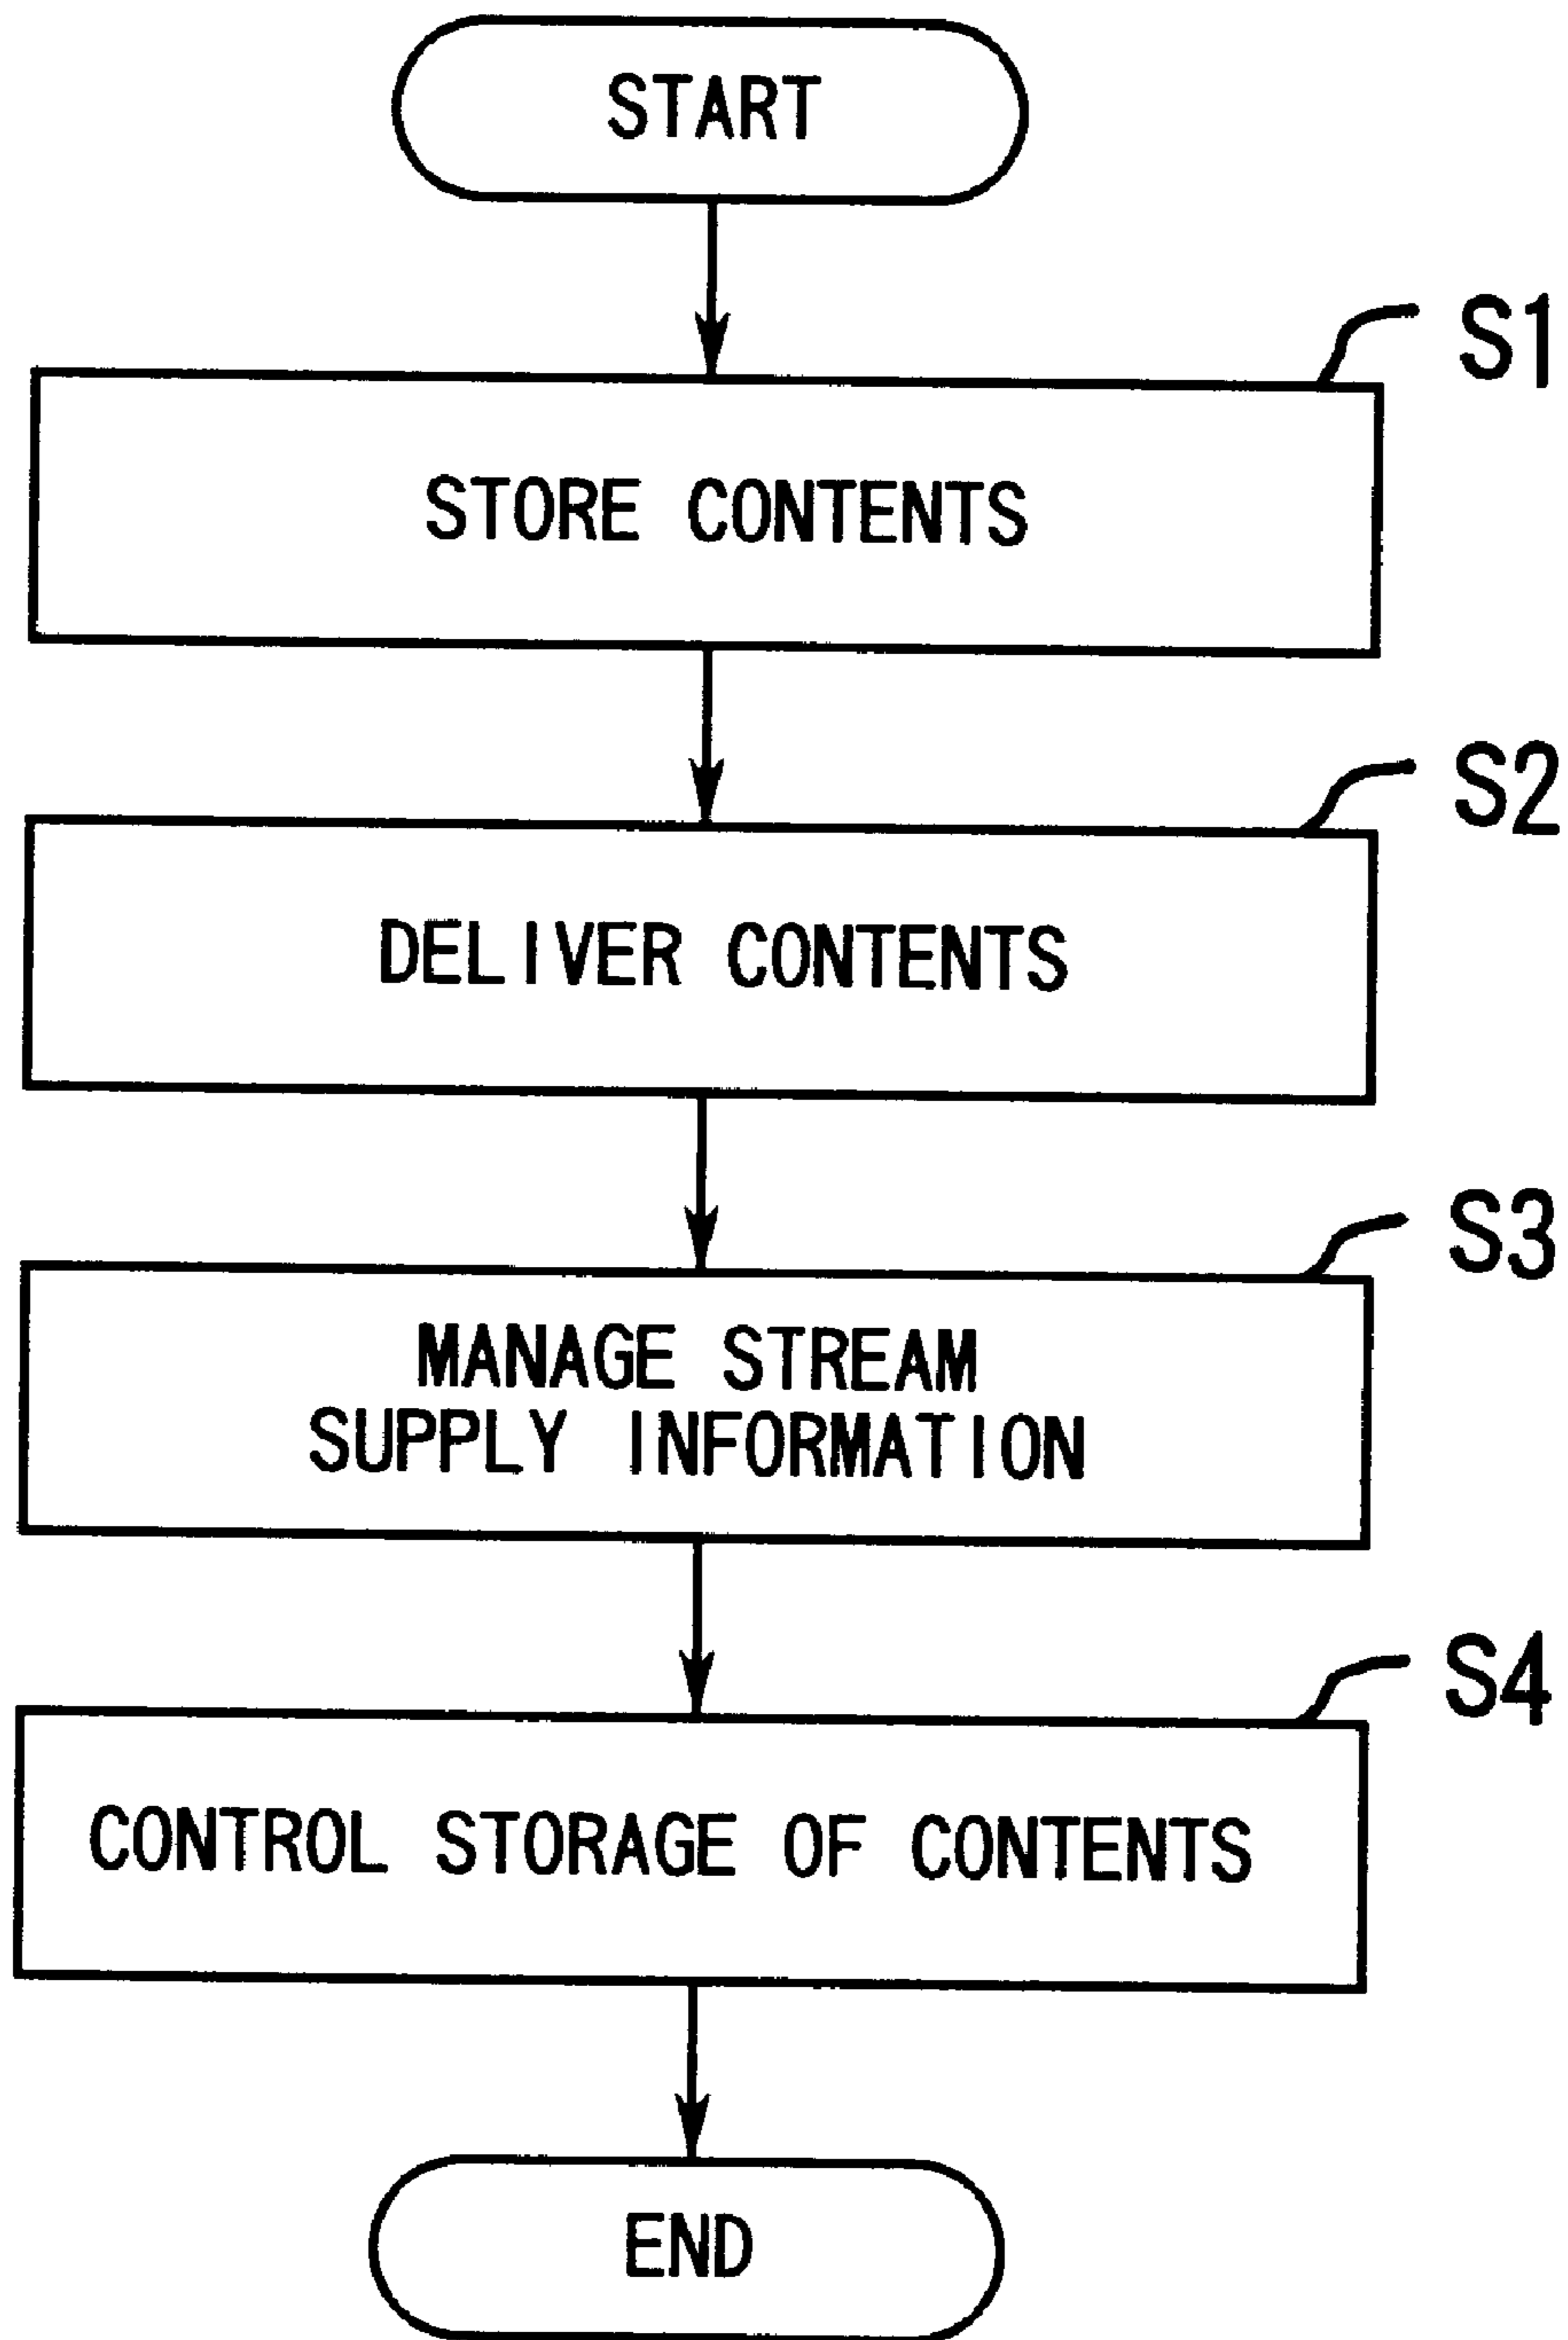 START
S1
STORE CONTENTS
S2
DELIVER CONTENTS
S3
MANAGE STREAM
SUPPLY INFORMATION
S4
CONTROL STORAGE OF CONTENTS
END